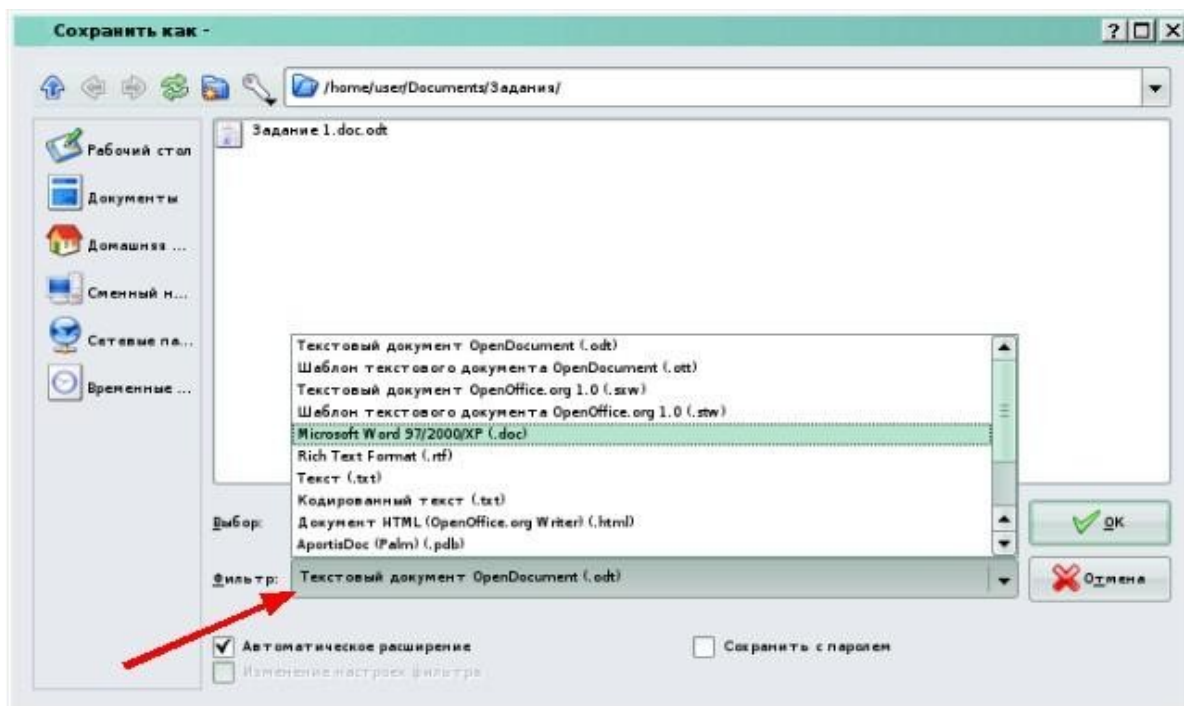 Сохранить как -
/home/user/Documents/Задания/
Рабочий стол
Документы
Домашняя ...
Сменный н...
Сетевые па...
Временные ...
Задание 1.doc.odt
Текстовый документ OpenDocument (.odt)
Шаблон текстового документа OpenDocument (.ott)
Текстовый документ OpenOffice.org 1.0 (.sxw)
Шаблон текстового документа OpenOffice.org 1.0 (.stw)
Microsoft Word 97/2000/XP (.doc)
Rich Text Format (.rtf)
Текст (.txt)
Кодированный текст (.txt)
Документ HTML (OpenOffice.org Writer) (.html)
AportisDoc (Palm) (.pdb)
Выбор:
OK
Фильтр:
Текстовый документ OpenDocument (.odt)
Отмена
Автоматическое расширение
Сохранить с паролем
Изменение настроек фильтра